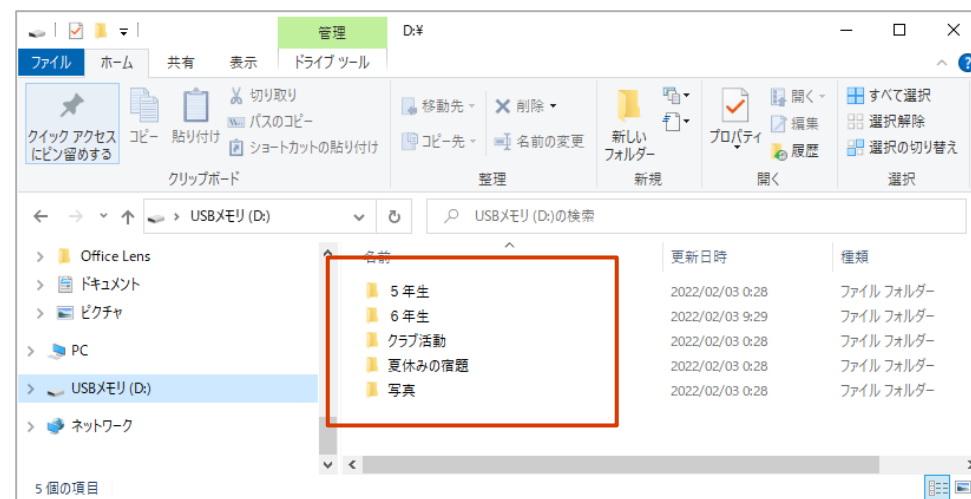 管理 D:¥
ファイル ホーム 共有 表示 ドライブ ツール
クイック アクセスにピン留めする コピー 貼り付け 切り取り パスのコピー ショートカットの貼り付け
移動先 削除 コピー先 名前の変更
新しいフォルダー プロパティ 開く 編集 履歴
すべて選択 選択解除 選択の切り替え
クリップボード 整理 新規 開く 選択
USBメモリ (D:) USBメモリ (D:)の検索
名前 更新日時 種類
Office Lens
ドキュメント
ピクチャ
PC
USBメモリ (D:)
ネットワーク
5年生 2022/02/03 0:28 ファイル フォルダー
6年生 2022/02/03 9:29 ファイル フォルダー
クラブ活動 2022/02/03 0:28 ファイル フォルダー
夏休みの宿題 2022/02/03 0:28 ファイル フォルダー
写真 2022/02/03 0:28 ファイル フォルダー
5 個の項目